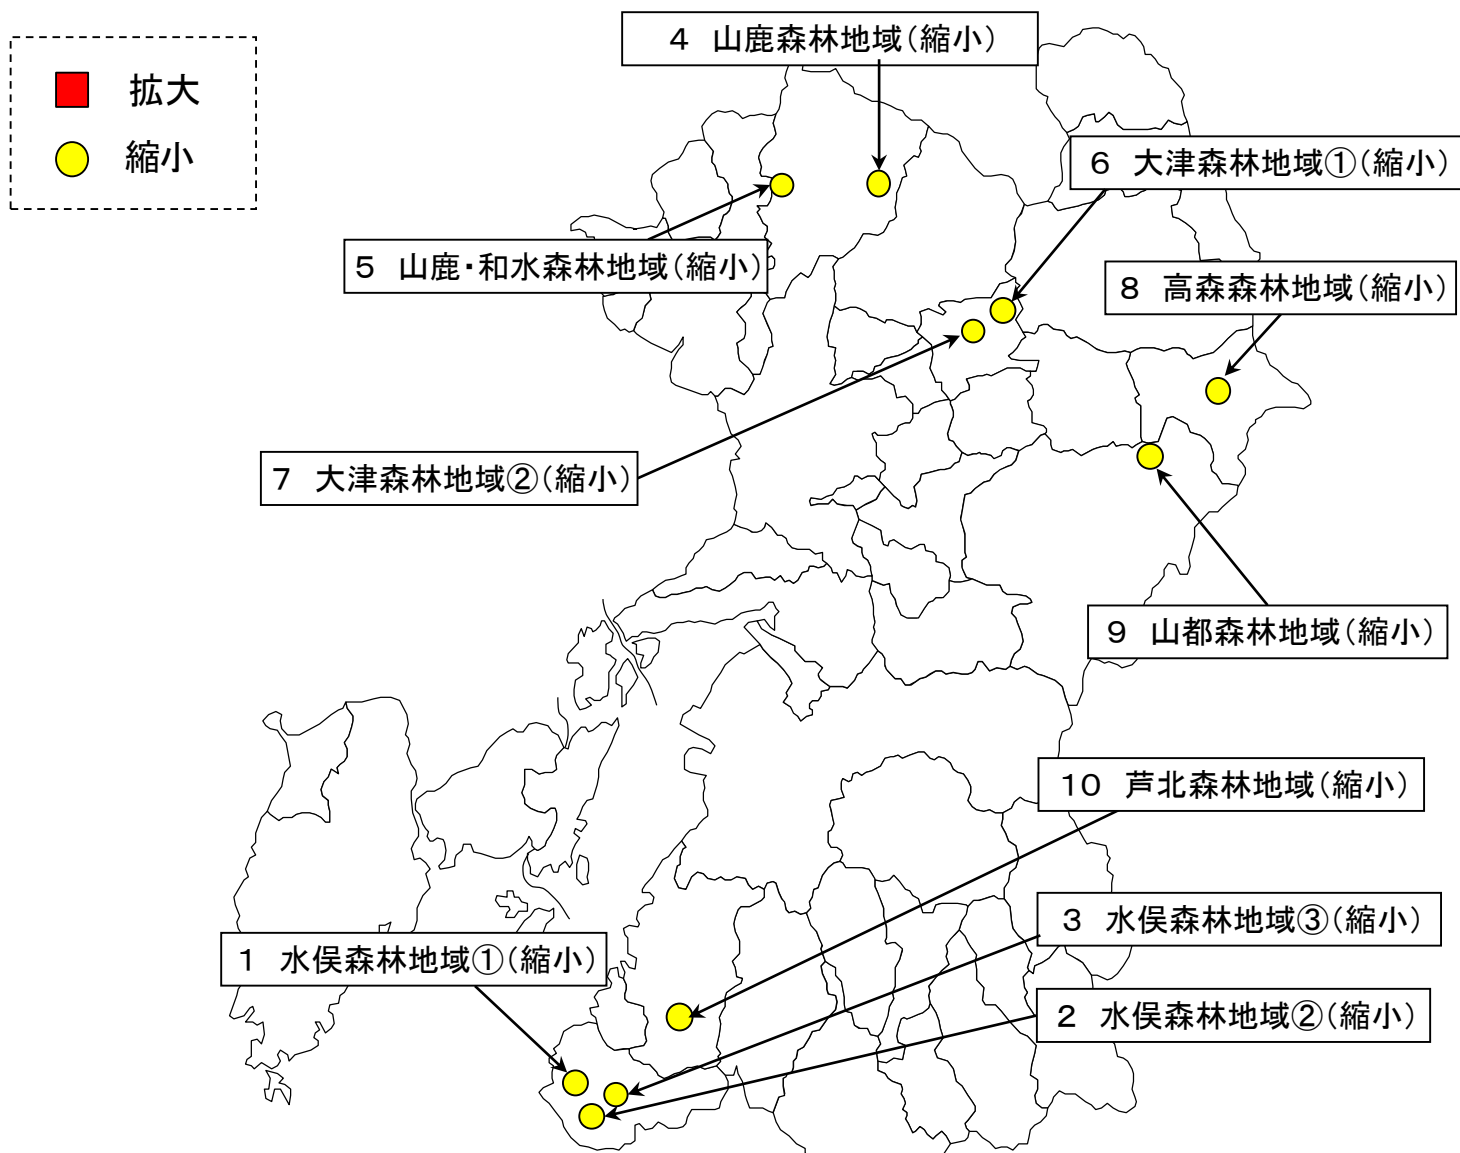 拡大
縮小
４　山鹿森林地域(縮小)
６　大津森林地域①(縮小)
５　山鹿・和水森林地域(縮小)
８　高森森林地域(縮小)
７　大津森林地域②(縮小)
９　山都森林地域(縮小)
１０　芦北森林地域(縮小)
３　水俣森林地域③(縮小)
１　水俣森林地域①(縮小)
２　水俣森林地域②(縮小)